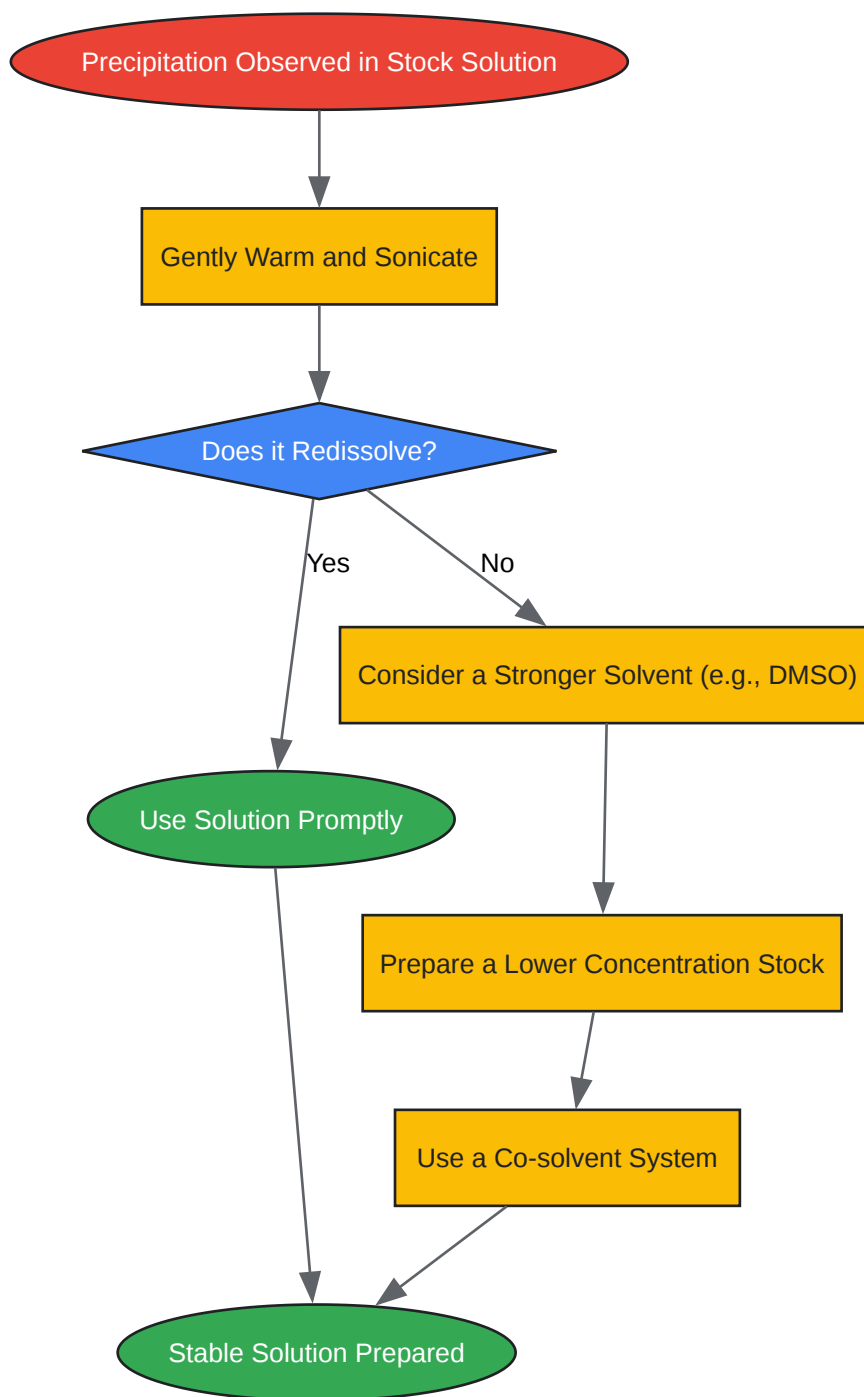 Precipitation Observed in Stock Solution
Gently Warm and Sonicate
Does it Redissolve?
Yes
No
Consider a Stronger Solvent (e.g., DMSO)
Use Solution Promptly
Prepare a Lower Concentration Stock
Use a Co-solvent System
Stable Solution Prepared